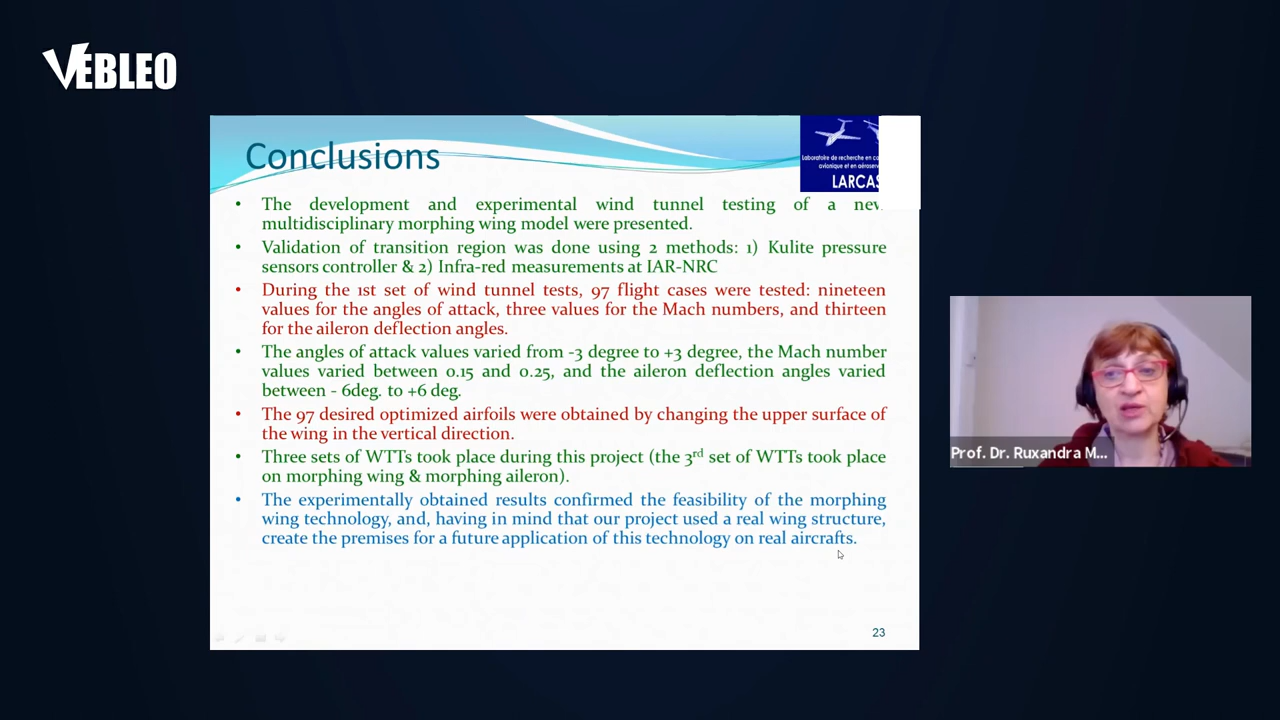 VEBLEO
Conclusions
Laboratoire de recherche en
avionique et en
LARCAS
• The development and experimental wind tunnel testing of a new
multidisciplinary morphing wing model were presented.
• Validation of transition region was done using 2 methods: 1) Kulite pressure
sensors controller & 2) Infra-red measurements at IAR-NRC
• During the 1st set of wind tunnel tests, 97 flight cases were tested: nineteen
values for the angles of attack, three values for the Mach numbers, and thirteen
for the aileron deflection angles.
• The angles of attack values varied from -3 degree to +3 degree, the Mach number
values varied between 0.15 and 0.25, and the aileron deflection angles varied
between - 6deg. to +6 deg.
• The 97 desired optimized airfoils were obtained by changing the upper surface of
the wing in the vertical direction.
• Three sets of WTTs took place during this project (the 3rd set of WTTs took place
on morphing wing & morphing aileron).
• The experimentally obtained results confirmed the feasibility of the morphing
wing technology, and, having in mind that our project used a real wing structure,
create the premises for a future application of this technology on real aircrafts.
23
Prof. Dr. Ruxandra M...